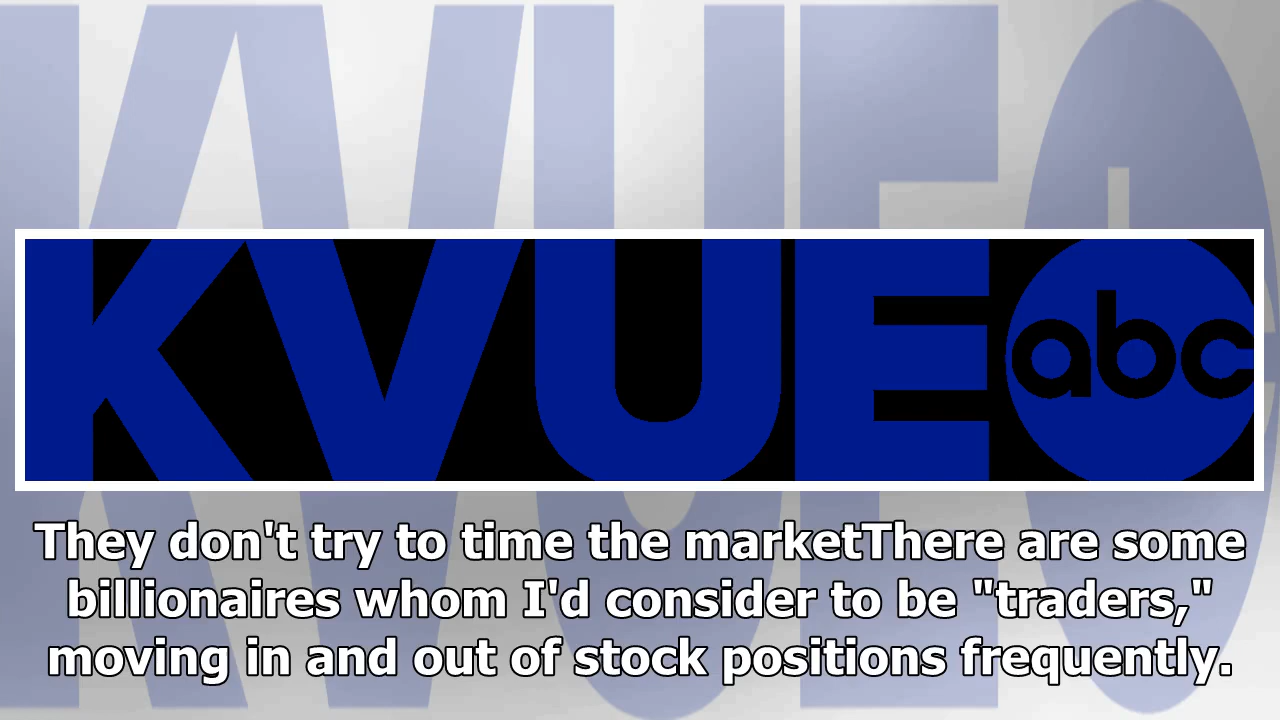 KVUE abc
They don't try to time the marketThere are some
billionaires whom I'd consider to be "traders,"
moving in and out of stock positions frequently.